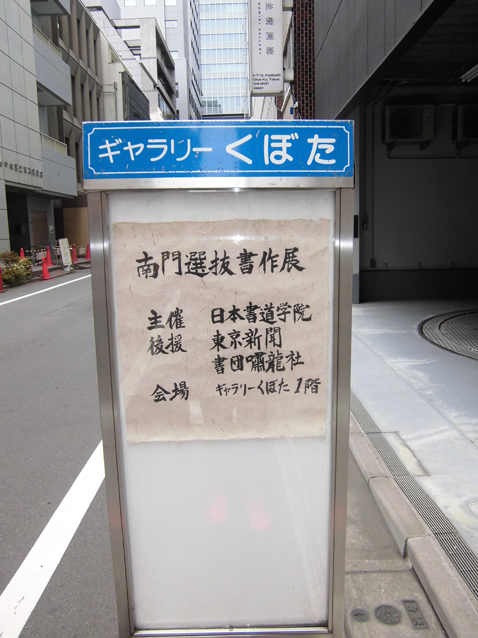 ギャラリーくぼた
南門選抜書作展
主催 日本書道学院
後援 東京新聞
書団嘯龍社
会場 ギャラリーくぼた1階